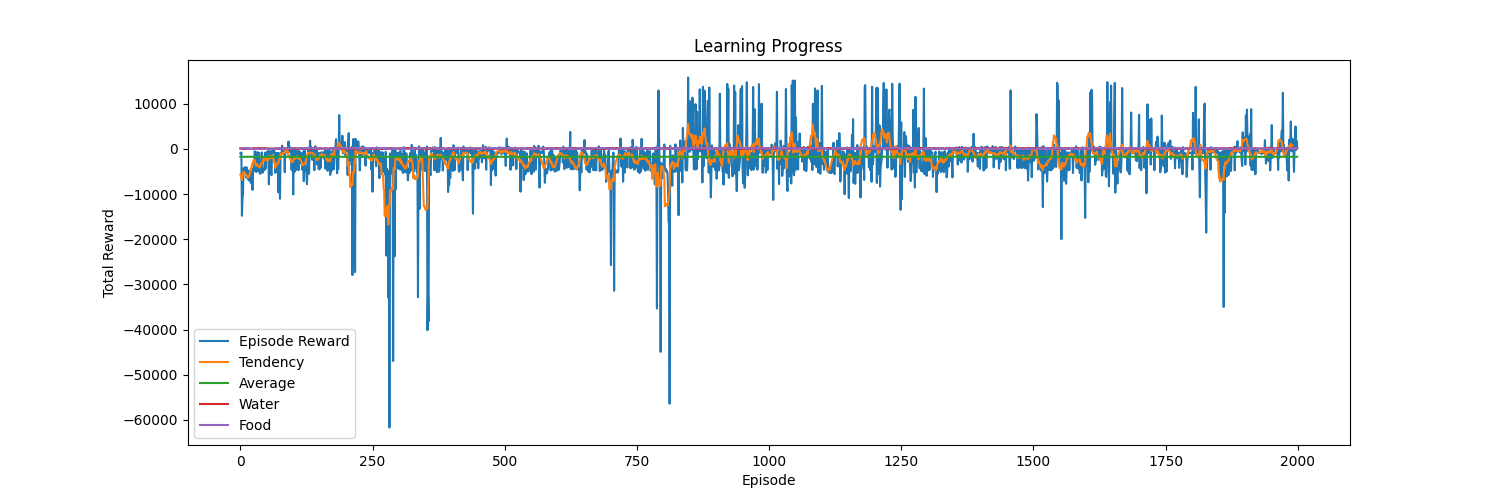 Learning Progress
Total Reward
10000
0
−10000
−20000
−30000
−40000
−50000
−60000
Episode Reward
Tendency
Average
Water
Food
0 250 500 750 1000 1250 1500 1750 2000
Episode